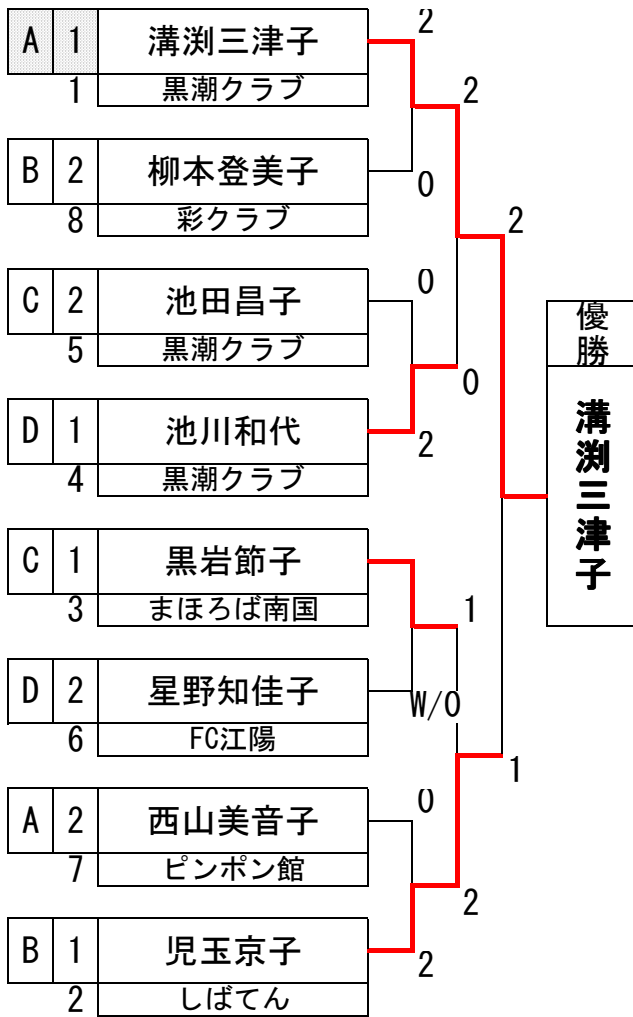 A 1 溝渕三津子 2
1 黒潮クラブ 2
B 2 柳本登美子 0
8 彩クラブ 2
C 2 池田昌子 0
5 黒潮クラブ 0
D 1 池川和代 2
4 黒潮クラブ
優勝
溝渕三津子
C 1 黒岩節子
3 まほろば南国 1
D 2 星野知佳子 W/O
6 FC江陽 1
A 2 西山美音子 0
7 ピンポン館 2
B 1 児玉京子 2
2 しばてん